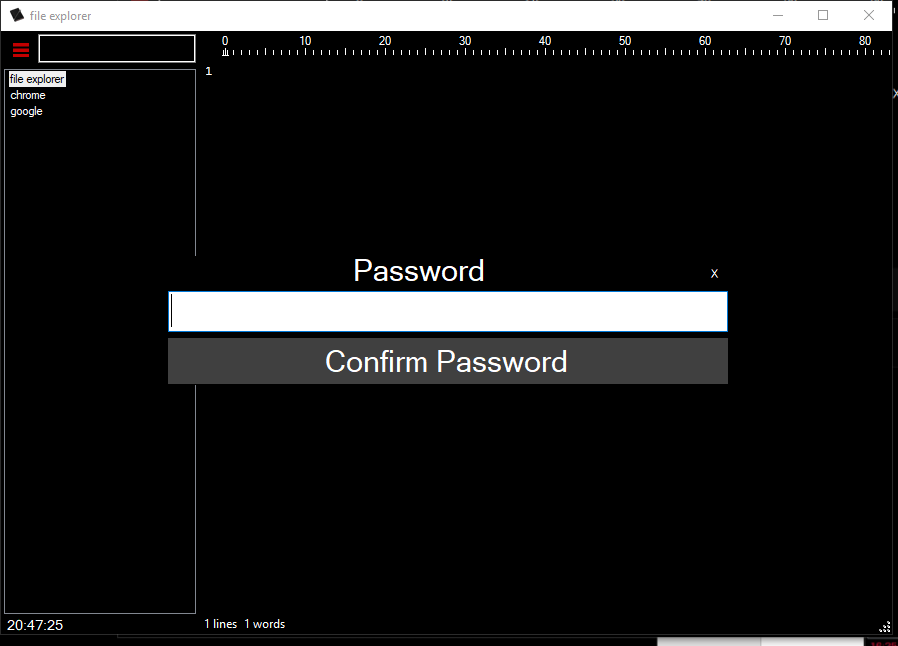 file explorer
0 10 20 30 40 50 60 70 80
1
file explorer
chrome
google
Password x
Confirm Password
20:47:25
1 lines 1 words